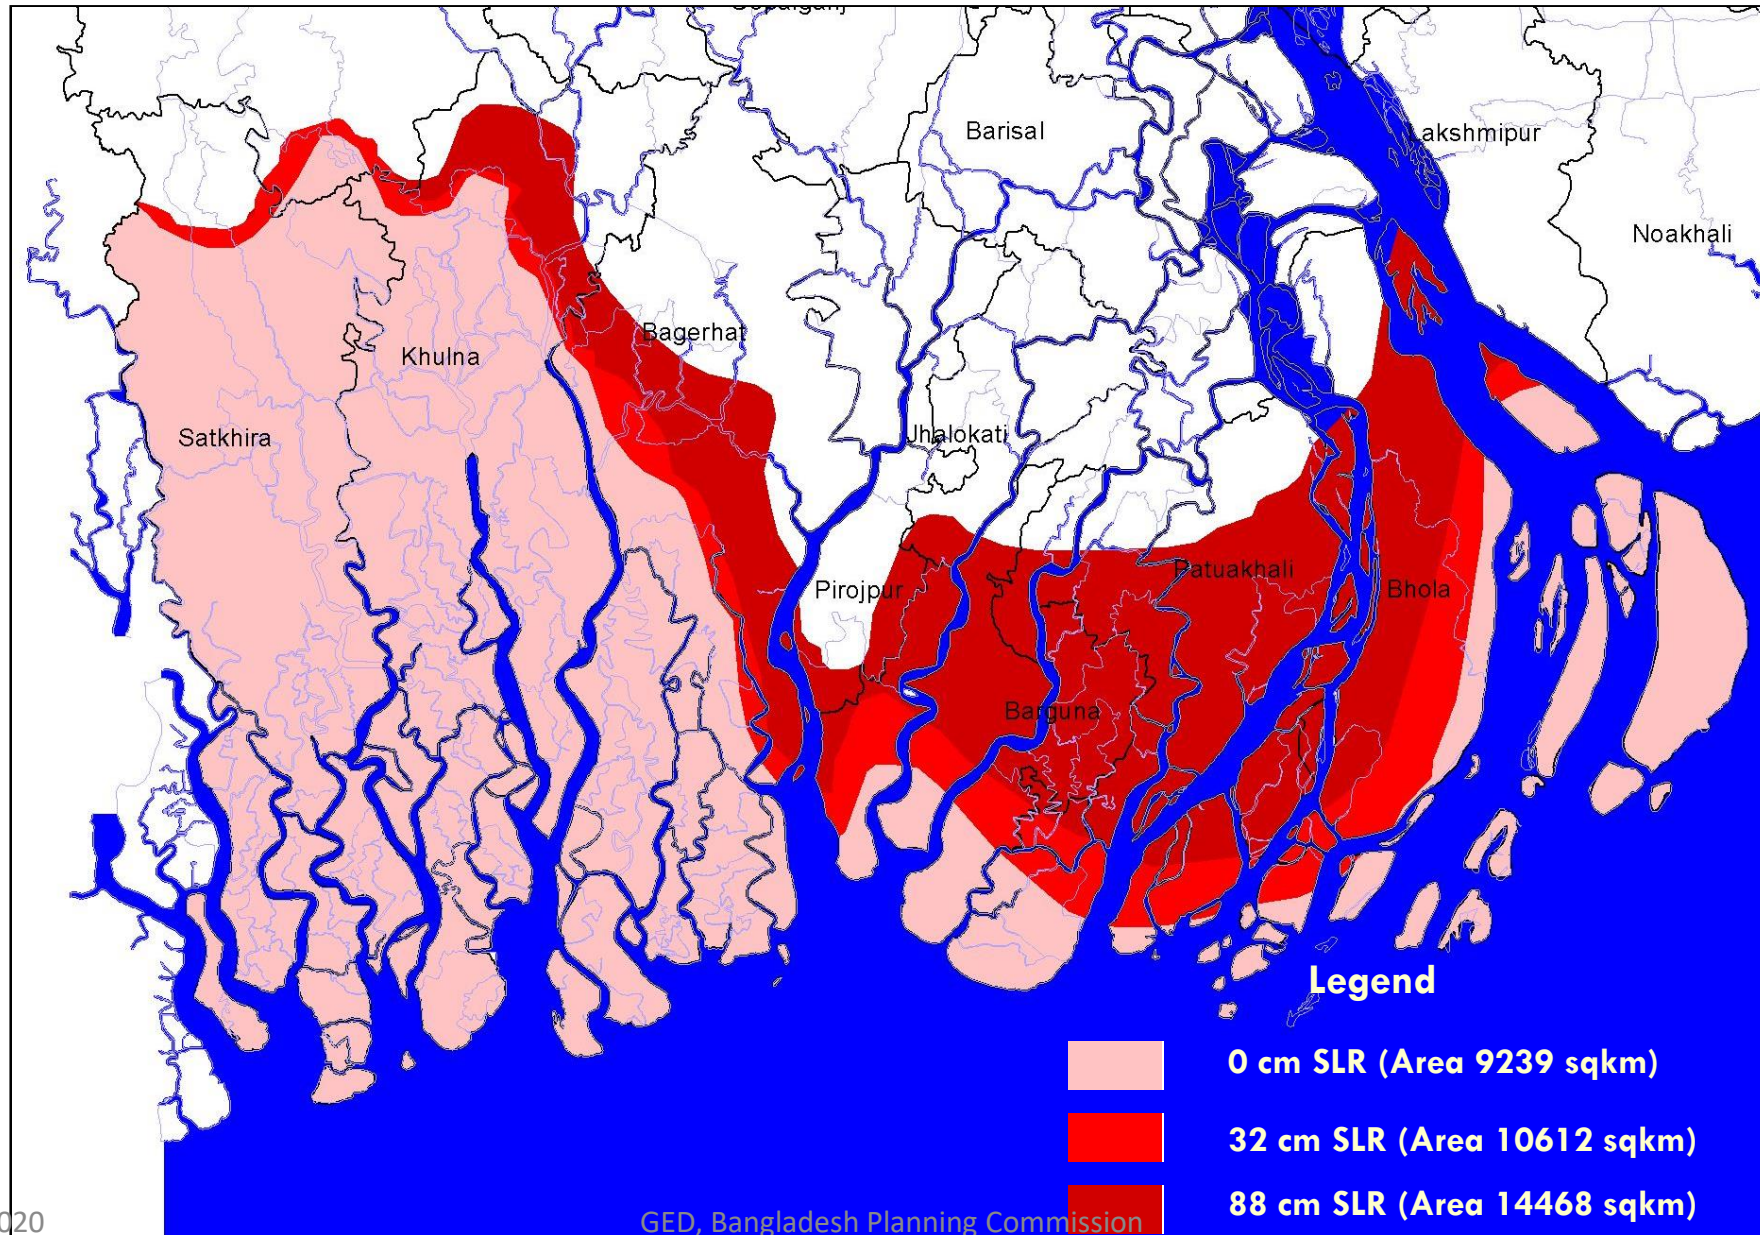 Barisal
Lakshmipur
Noakhali
Bagerhat
Khulna
Satkhira
Jhalokati
Patuakhali
Pirojpur
Bhola
Barguna
Legend
0 cm SLR (Area 9239 sqkm)
32 cm SLR (Area 10612 sqkm)
88 cm SLR (Area 14468 sqkm)
020
GED, Bangladesh Planning Commission